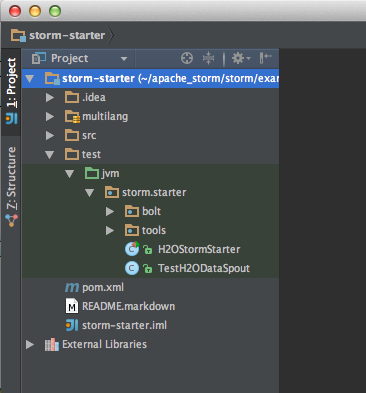 storm-starter
Project
1: Project
Z: Structure
storm-starter (~/apache_storm/storm/exar
.idea
multilang
src
test
jvm
storm.starter
bolt
tools
H2OStormStarter
TestH2ODataSpout
m pom.xml
M README.markdown
storm-starter.iml
External Libraries